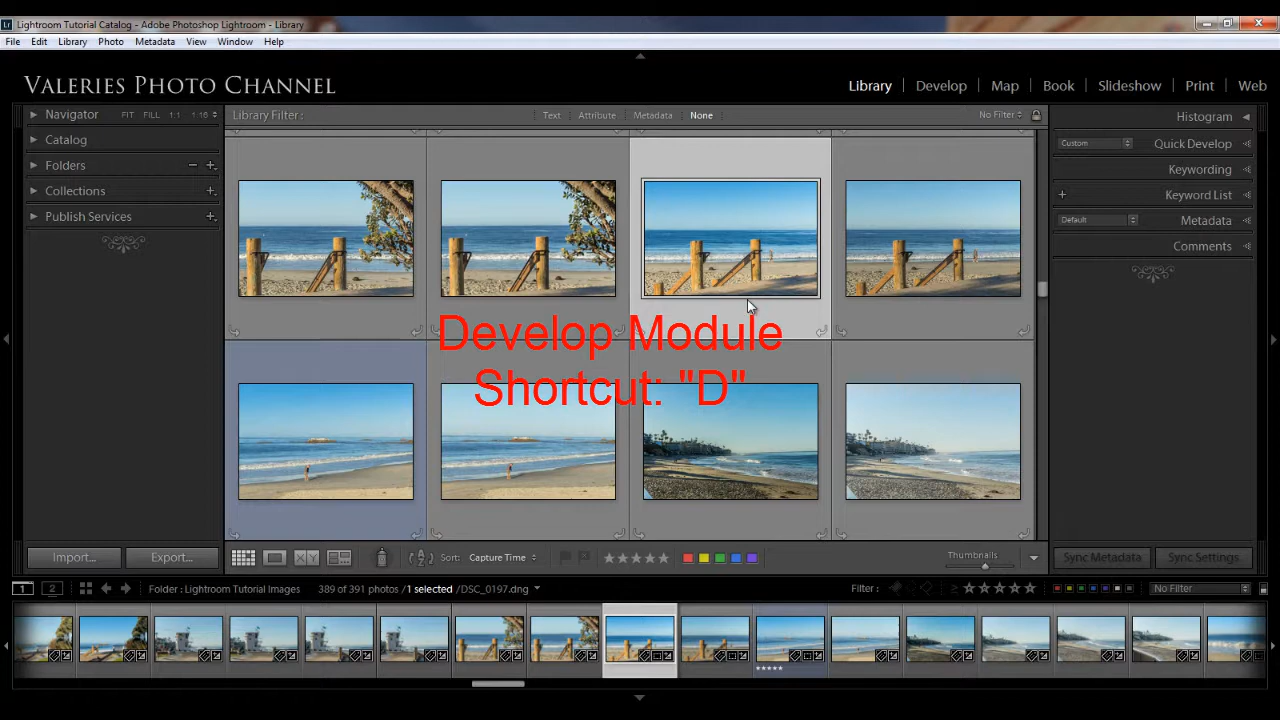 Lr Lightroom Tutorial Catalog - Adobe Photoshop Lightroom - Library
File Edit Library Photo Metadata View Window Help
Valeries Photo Channel
Library Develop Map Book Slideshow Print Web
Navigator FIT FILL 1:1 1:16
Library Filter: Text Attribute Metadata None No Filter
Histogram
Catalog
Custom Quick Develop
Folders
Keywording
Collections
Keyword List
Publish Services
Default Metadata
Comments
Develop Module
Shortcut: "D"
Import... Export...
XY
Sort: Capture Time
Thumbnails
Sync Metadata Sync Settings
1 2 Folder : Lightroom Tutorial Images 389 of 391 photos / 1 selected / DSC_0197.dng Filter : No Filter